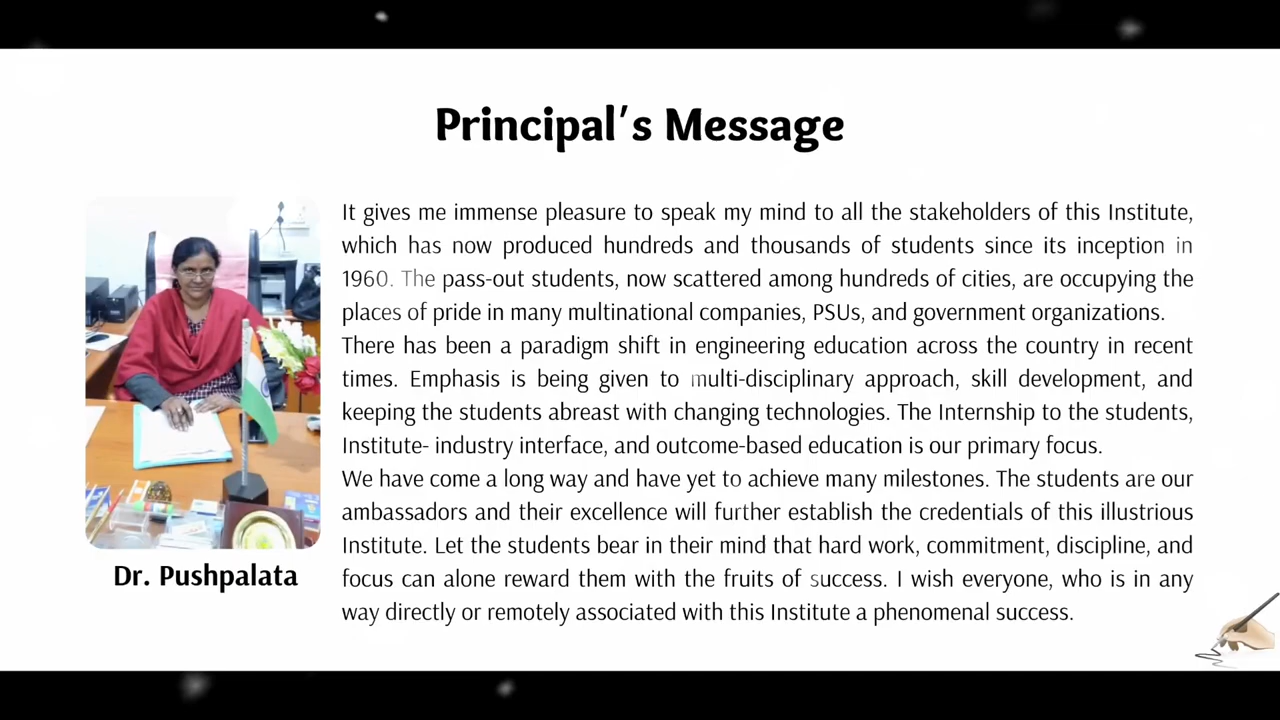 Principal's Message
It gives me immense pleasure to speak my mind to all the stakeholders of this Institute,
which has now produced hundreds and thousands of students since its inception in
1960. The pass-out students, now scattered among hundreds of cities, are occupying the
places of pride in many multinational companies, PSUs, and government organizations.
There has been a paradigm shift in engineering education across the country in recent
times. Emphasis is being given to multi-disciplinary approach, skill development, and
keeping the students abreast with changing technologies. The Internship to the students,
Institute- industry interface, and outcome-based education is our primary focus.
We have come a long way and have yet to achieve many milestones. The students are our
ambassadors and their excellence will further establish the credentials of this illustrious
Institute. Let the students bear in their mind that hard work, commitment, discipline, and
focus can alone reward them with the fruits of success. I wish everyone, who is in any
way directly or remotely associated with this Institute a phenomenal success.
Dr. Pushpalata